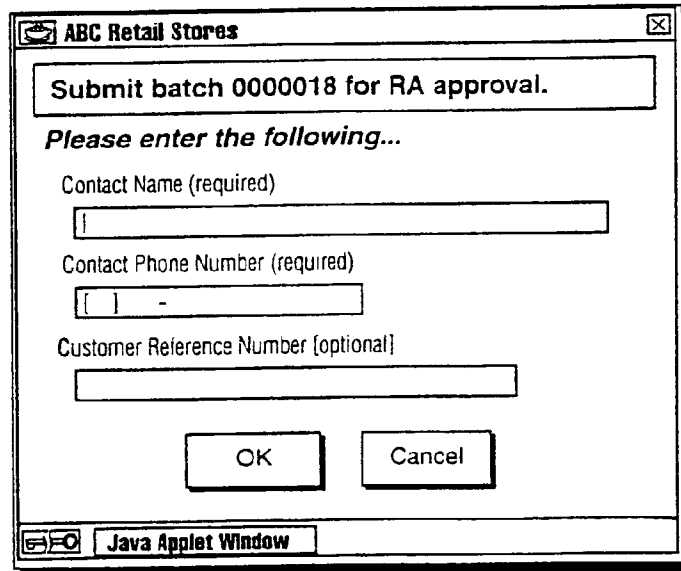 ABC Retail Stores
Submit batch 0000018 for RA approval.
Please enter the following...
Contact Name (required)
Contact Phone Number (required)
[ ] -
Customer Reference Number [optional]
OK Cancel
Java Applet Window